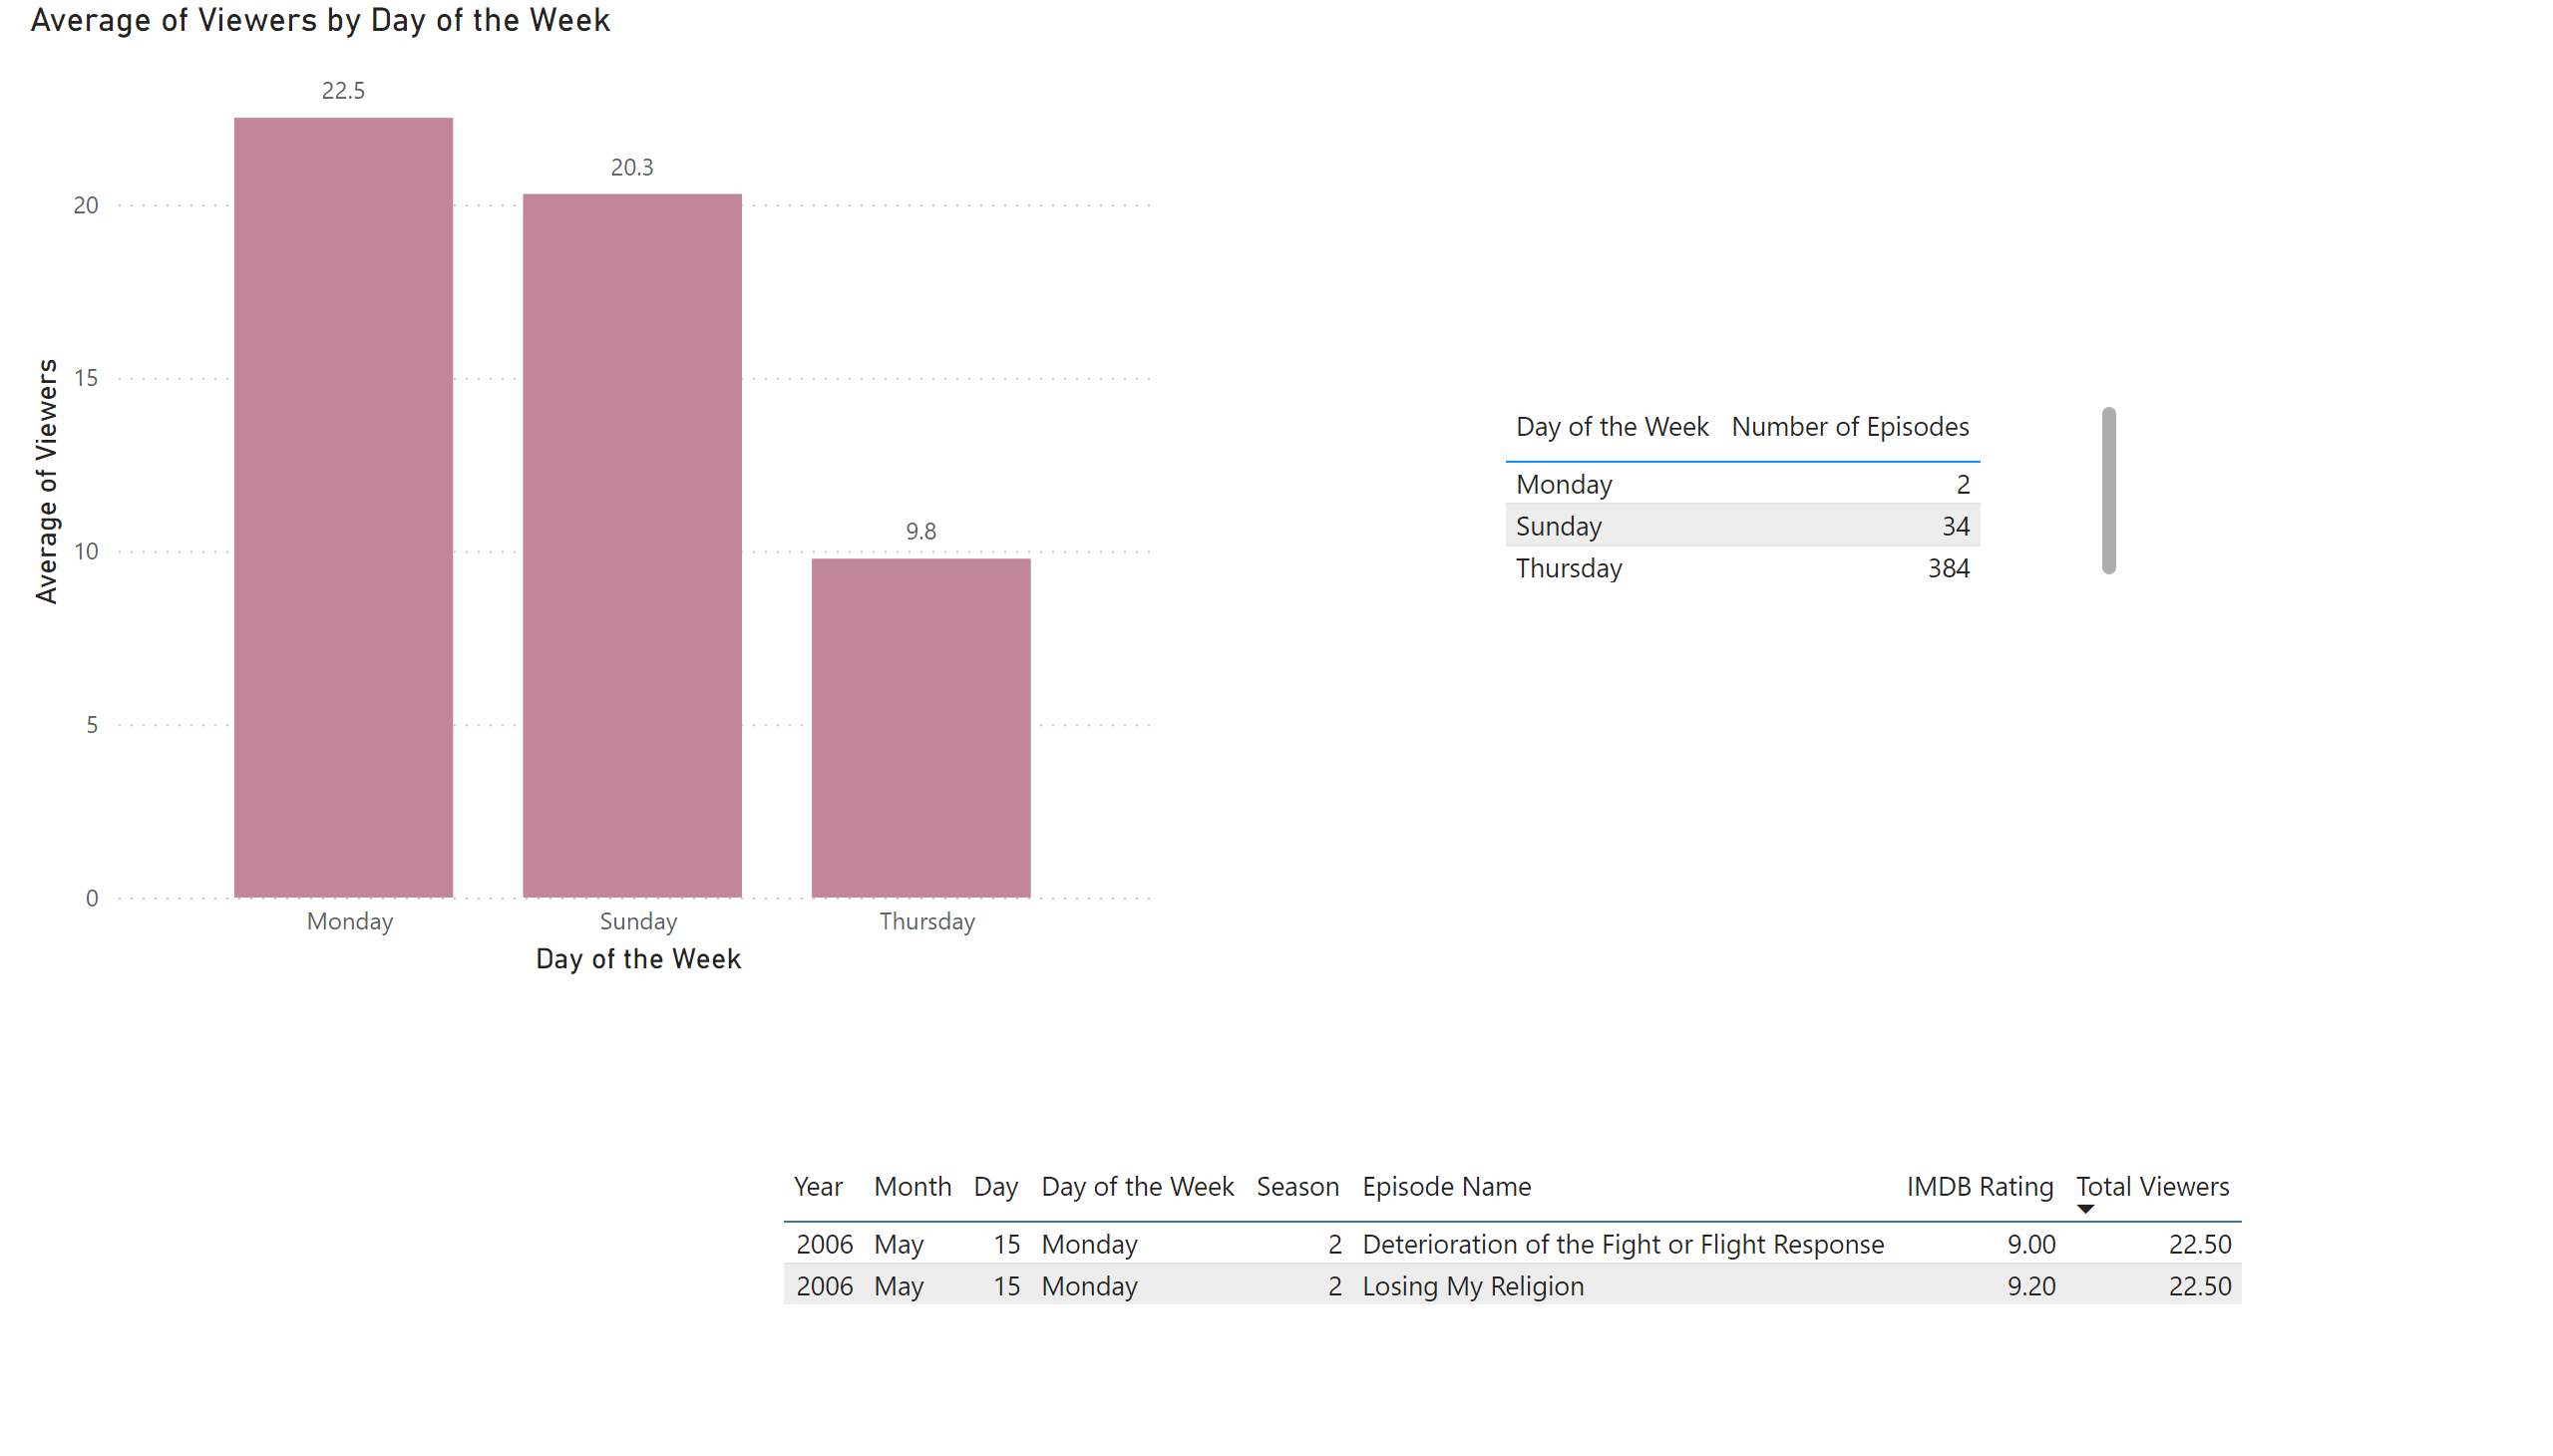 Average of Viewers by Day of the Week
22.5
20.3
9.8
20
15
10
5
0
Average of Viewers
Monday Sunday Thursday
Day of the Week
Day of the Week Number of Episodes
Monday 2
Sunday 34
Thursday 384
Year Month Day Day of the Week Season Episode Name IMDB Rating Total Viewers
2006 May 15 Monday 2 Deterioration of the Fight or Flight Response 9.00 22.50
2006 May 15 Monday 2 Losing My Religion 9.20 22.50